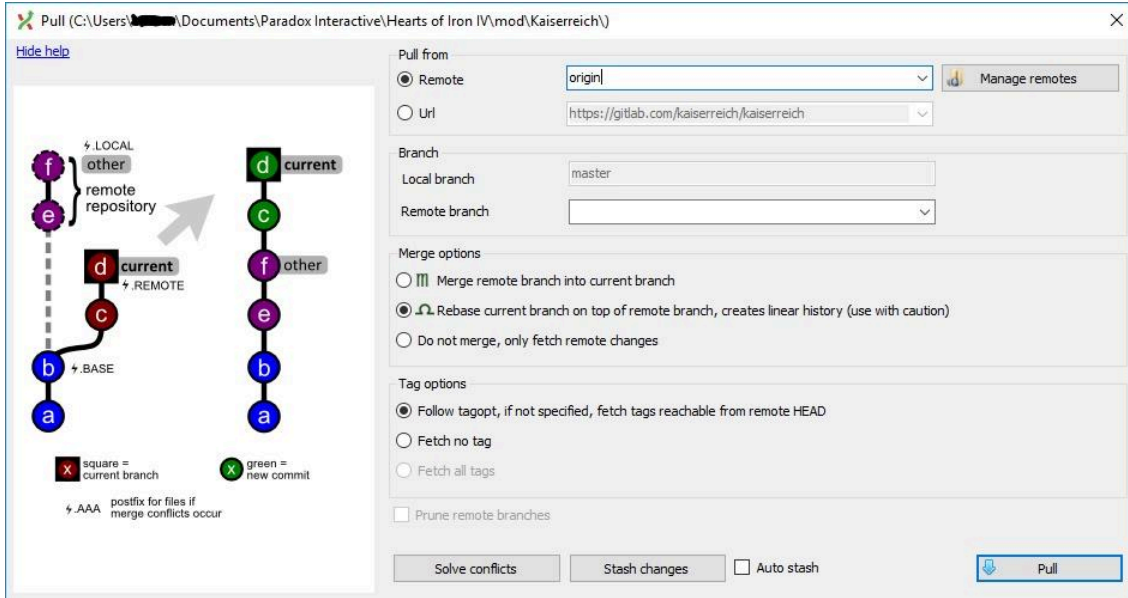 Pull (C:\Users\ \Documents\Paradox Interactive\Hearts of Iron IV\mod\Kaiserreich\)
Hide help
.LOCAL
f other
remote
repository
e
d current
.REMOTE
c
b .BASE
a
d current
c
f other
e
b
a
x square =
current branch
x green =
new commit
.AAA postfix for files if
merge conflicts occur
Pull from
Remote origin Manage remotes
Url https://gitlab.com/kaiserreich/kaiserreich
Branch
Local branch master
Remote branch
Merge options
Merge remote branch into current branch
Rebase current branch on top of remote branch, creates linear history (use with caution)
Do not merge, only fetch remote changes
Tag options
Follow tagopt, if not specified, fetch tags reachable from remote HEAD
Fetch no tag
Fetch all tags
Prune remote branches
Solve conflicts Stash changes Auto stash Pull